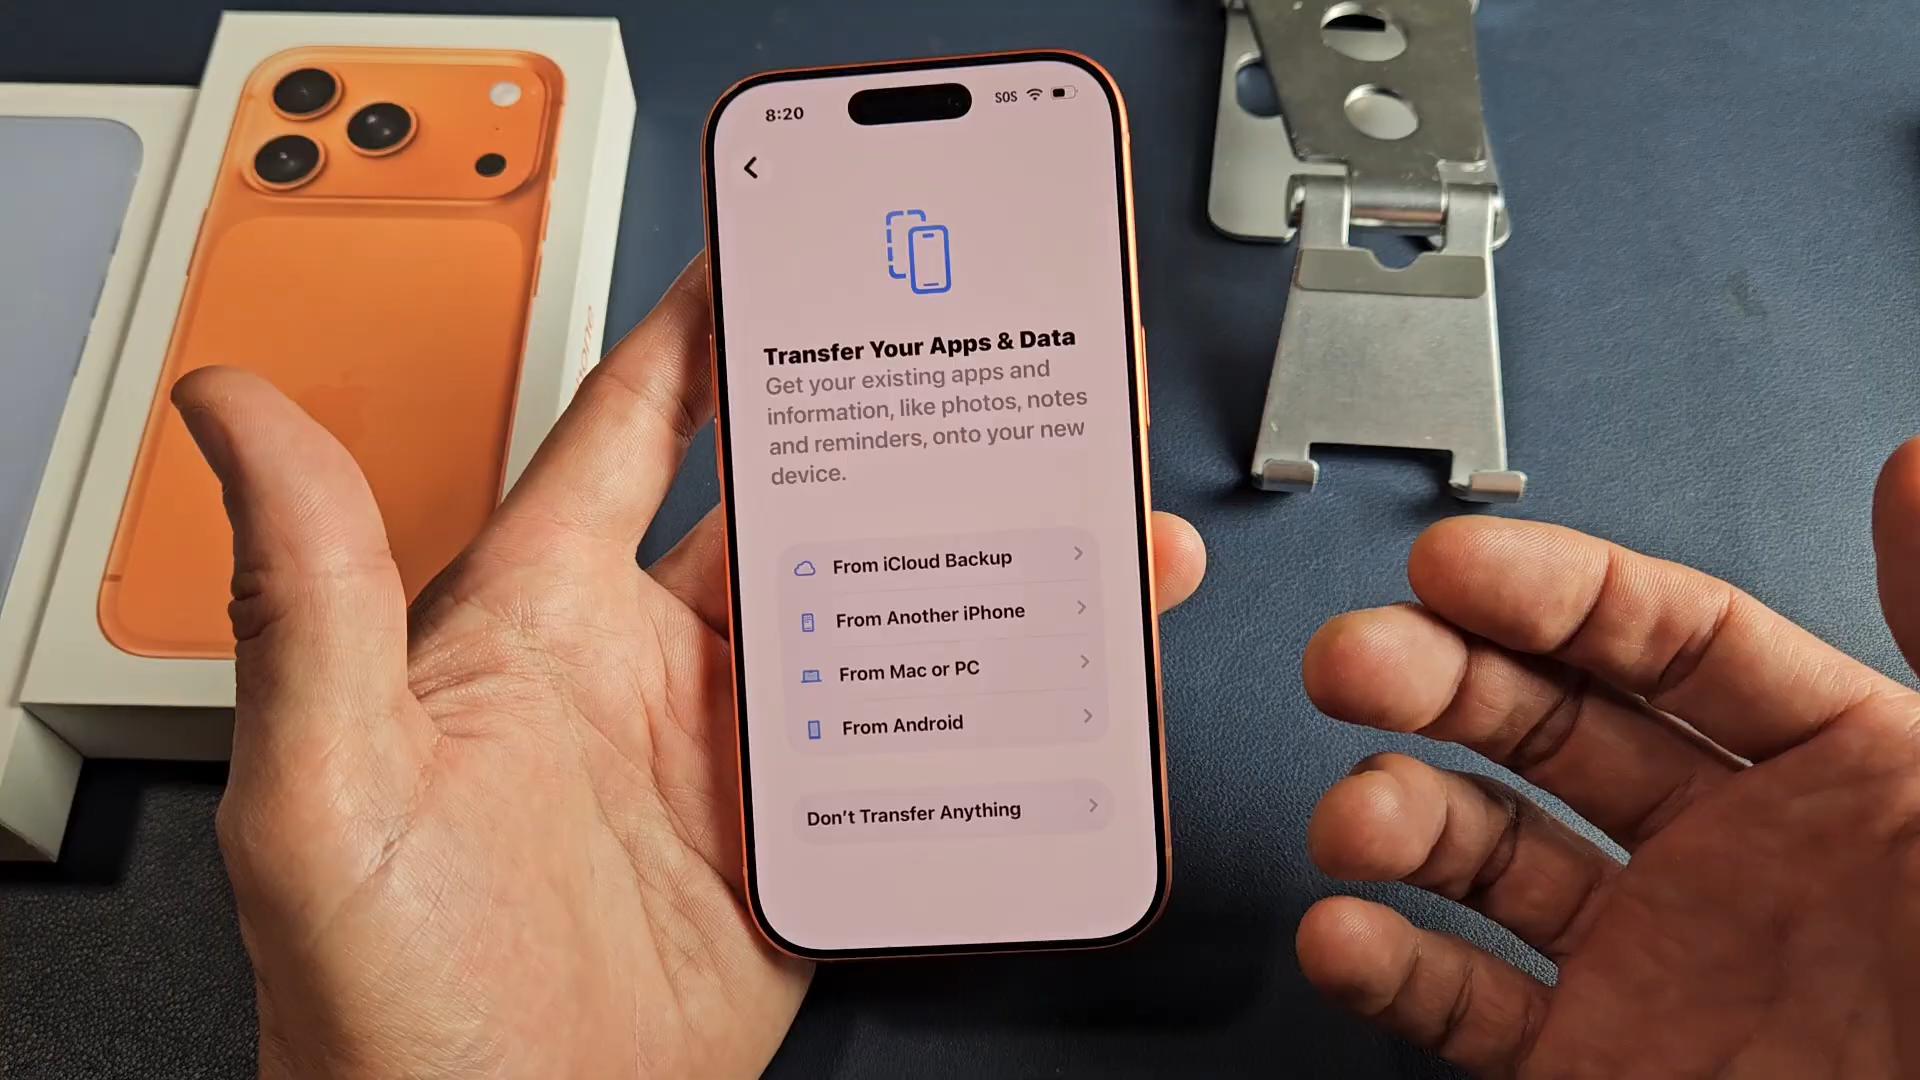 8:20
SOS
Transfer Your Apps & Data
Get your existing apps and
information, like photos, notes
and reminders, onto your new
device.
From iCloud Backup
From Another iPhone
From Mac or PC
From Android
Don't Transfer Anything